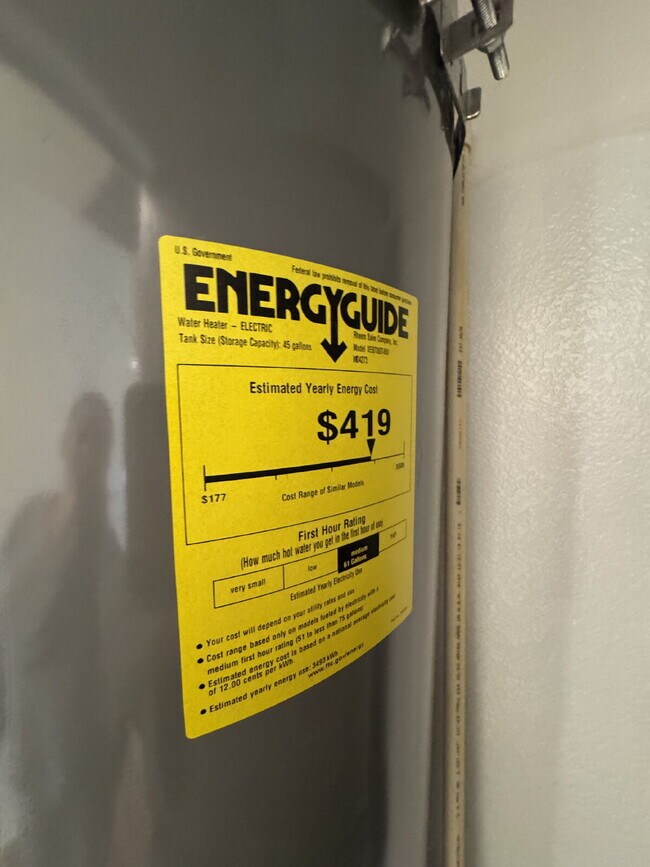 U.S. Government
Federal law prohibits removal of this label before consumer purchase.
ENERGYGUIDE
Water Heater – ELECTRIC
Tank Size (Storage Capacity): 45 gallons
Rheem Sales Company, Inc.
Model
Estimated Yearly Energy Cost
$419
$177
Cost Range of Similar Models
First Hour Rating
(How much hot water you get in the first hour of use)
very small
low
medium
61 Gallons
high
Estimated Yearly Electricity Use
● Your cost will depend on your utility rates and use
● Cost range based only on models fueled by electricity with a
medium first hour rating (51 to less than 75 gallons)
● Estimated energy cost is based on a national average electricity cost
of 12.00 cents per kWh
● Estimated yearly energy use: 3493 kWh
www.ftc.gov/energy